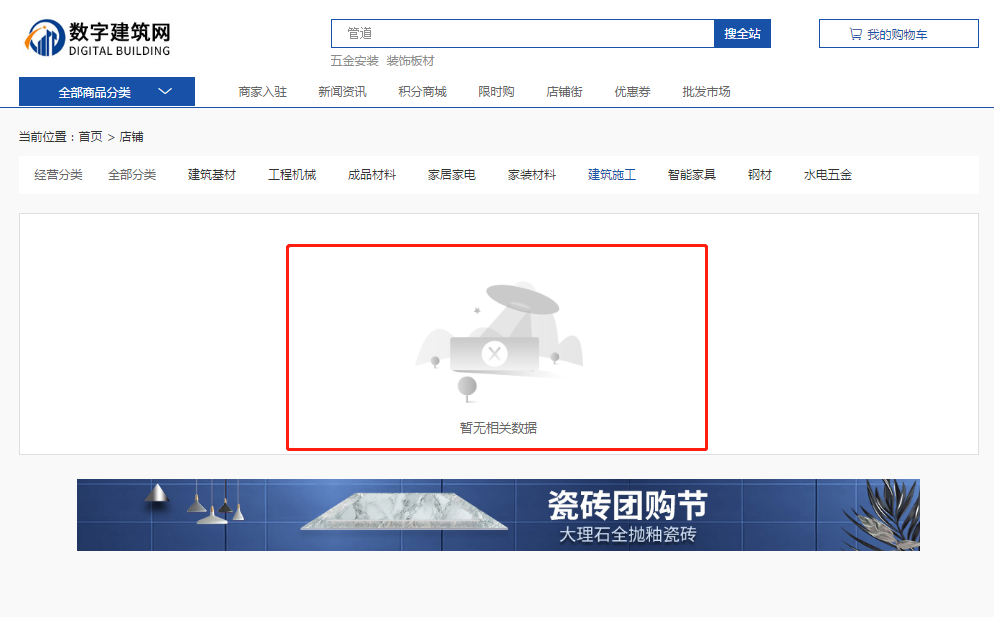 数字建筑网
DIGITAL BUILDING
管道
搜全站
我的购物车
五金安装 装饰板材
全部商品分类
商家入驻 新闻资讯 积分商城 限时购 店铺街 优惠券 批发市场
当前位置：首页 > 店铺
经营分类 全部分类 建筑基材 工程机械 成品材料 家居家电 家装材料 建筑施工 智能家具 钢材 水电五金
暂无相关数据
瓷砖团购节
大理石全抛釉瓷砖